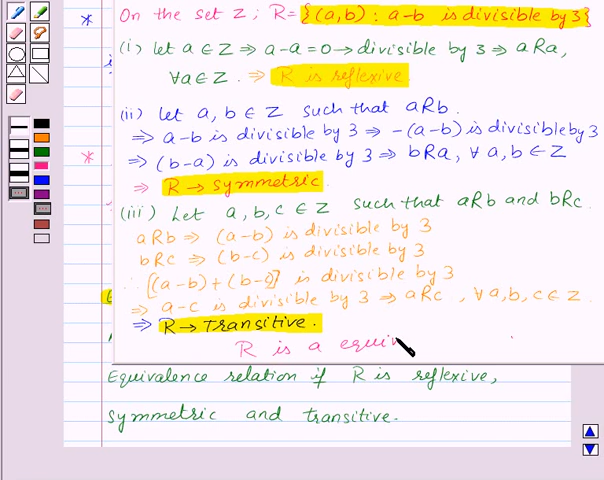 On the set Z; R={(a,b): a-b is divisible by 3}
(i) let a ∈ Z ⇒ a-a=0 → divisible by 3 ⇒ aRa,
∀a∈Z. ⇒ R is reflexive
(ii) Let a, b ∈ Z such that aRb.
⇒ a-b is divisible by 3 ⇒ -(a-b) is divisible by 3
⇒ (b-a) is divisible by 3 ⇒ bRa, ∀ a,b ∈ Z
⇒ R → symmetric.
(iii) Let a,b,c ∈ Z such that aRb and bRc.
aRb ⇒ (a-b) is divisible by 3
bRc ⇒ (b-c) is divisible by 3
∴ [(a-b)+(b-c)] is divisible by 3
⇒ a-c is divisible by 3 ⇒ aRc, ∀ a,b,c ∈ Z.
⇒ R → Transitive.
R is a equiv
Equivalence relation if R is reflexive,
symmetric and transitive.